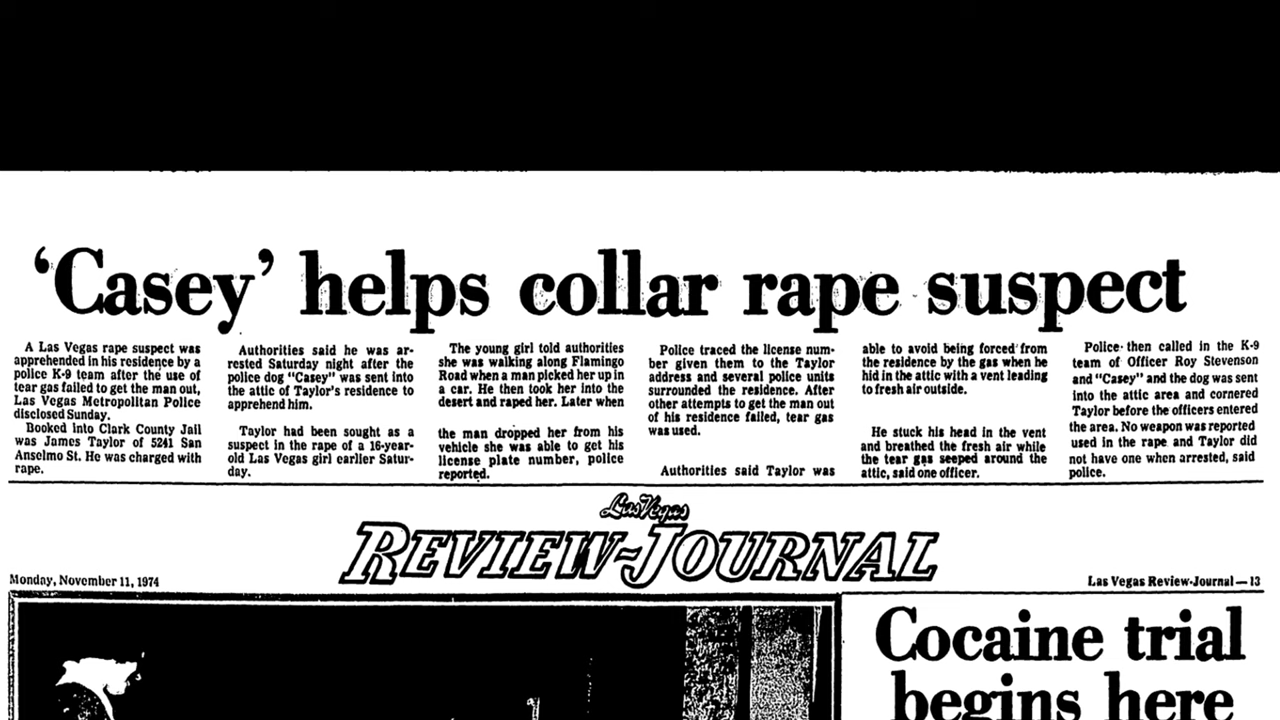 ‘Casey’ helps collar rape suspect
A Las Vegas rape suspect was
apprehended in his residence by a
police K-9 team after the use of
tear gas failed to get the man out,
Las Vegas Metropolitan Police
disclosed Sunday.
Booked into Clark County Jail
was James Taylor of 5241 San
Anselmo St. He was charged with
rape.
Authorities said he was ar-
rested Saturday night after the
police dog "Casey" was sent into
the attic of Taylor's residence to
apprehend him.
Taylor had been sought as a
suspect in the rape of a 16-year-
old Las Vegas girl earlier Satur-
day.
The young girl told authorities
she was walking along Flamingo
Road when a man picked her up in
a car. He then took her into the
desert and raped her. Later when
the man dropped her from his
vehicle she was able to get his
license plate number, police
reported.
Police traced the license num-
ber given them to the Taylor
address and several police units
surrounded the residence. After
other attempts to get the man out
of his residence failed, tear gas
was used.
Authorities said Taylor was
able to avoid being forced from
the residence by the gas when he
hid in the attic with a vent leading
to fresh air outside.
He stuck his head in the vent
and breathed the fresh air while
the tear gas seeped around the
attic, said one officer.
Police then called in the K-9
team of Officer Roy Stevenson
and "Casey" and the dog was sent
into the attic area and cornered
Taylor before the officers entered
the area. No weapon was reported
used in the rape and Taylor did
not have one when arrested, said
police.
Las Vegas
REVIEW-JOURNAL
Monday, November 11, 1974
Las Vegas Review-Journal—13
Cocaine trial
begins here